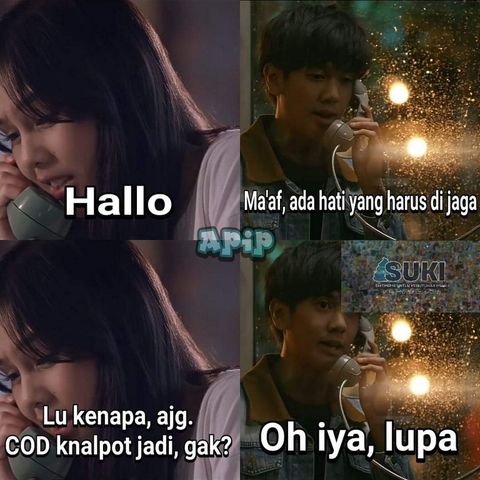 Hallo
Ma'af, ada hati yang harus di jaga
Apip
SUKI
Lu kenapa, ajg.
COD knalpot jadi, gak?
Oh iya, lupa